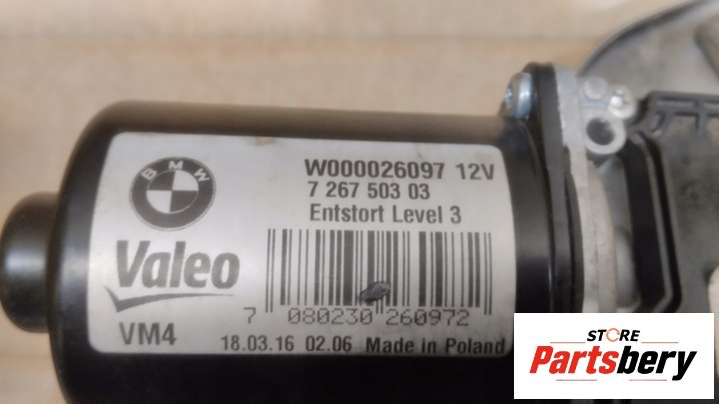 BMW
W000026097 12V
7 267 503 03
Entstort Level 3
Valeo
7 080230 260972
VM4
18.03.16 02.06 Made in Poland
STORE
Partsbery